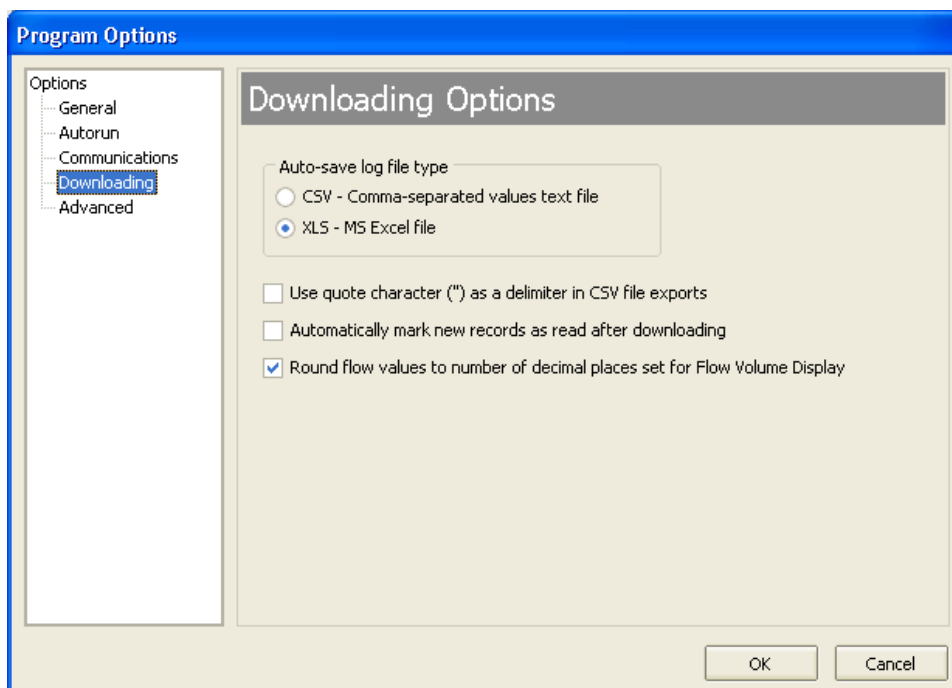 Program Options
Options
General
Autorun
Communications
Downloading
Advanced
Downloading Options
Auto-save log file type
CSV - Comma-separated values text file
XLS - MS Excel file
Use quote character (") as a delimiter in CSV file exports
Automatically mark new records as read after downloading
Round flow values to number of decimal places set for Flow Volume Display
OK
Cancel